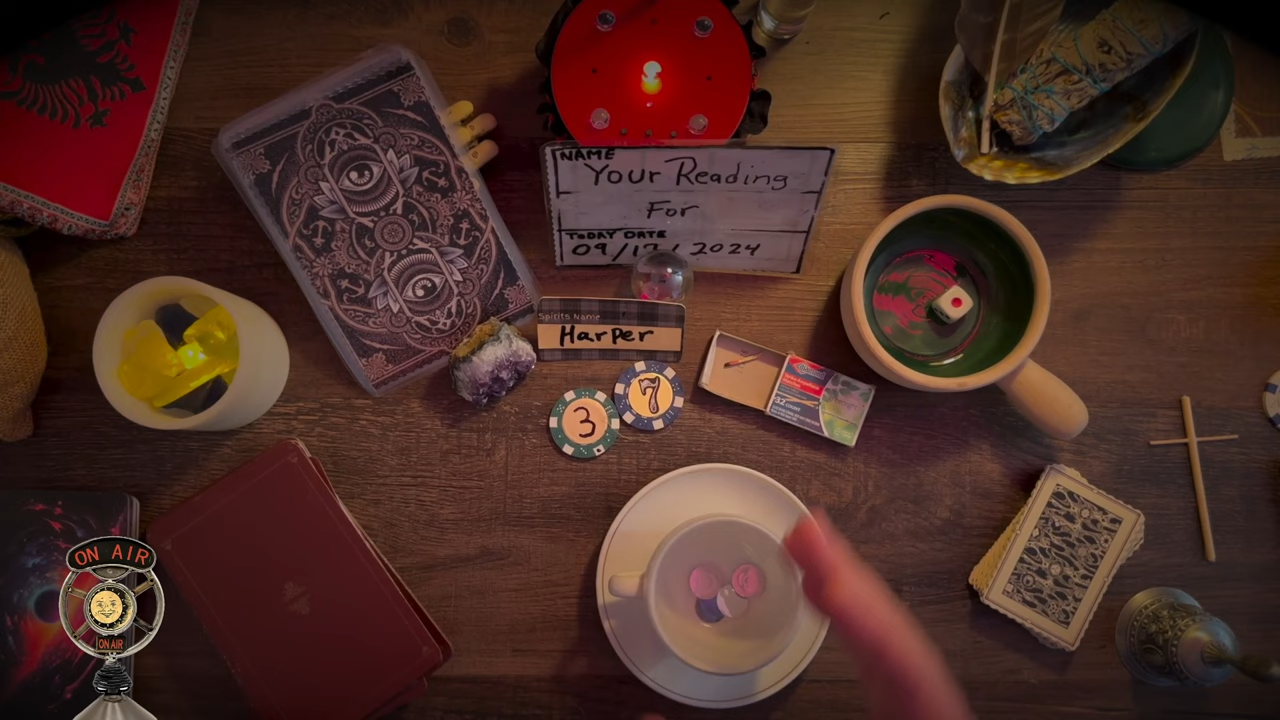 NAME
Your Reading
For
TODAY DATE
09/17/2024
Spirits Name
Harper
3
7
32 COUNT
ON AIR
ON AIR